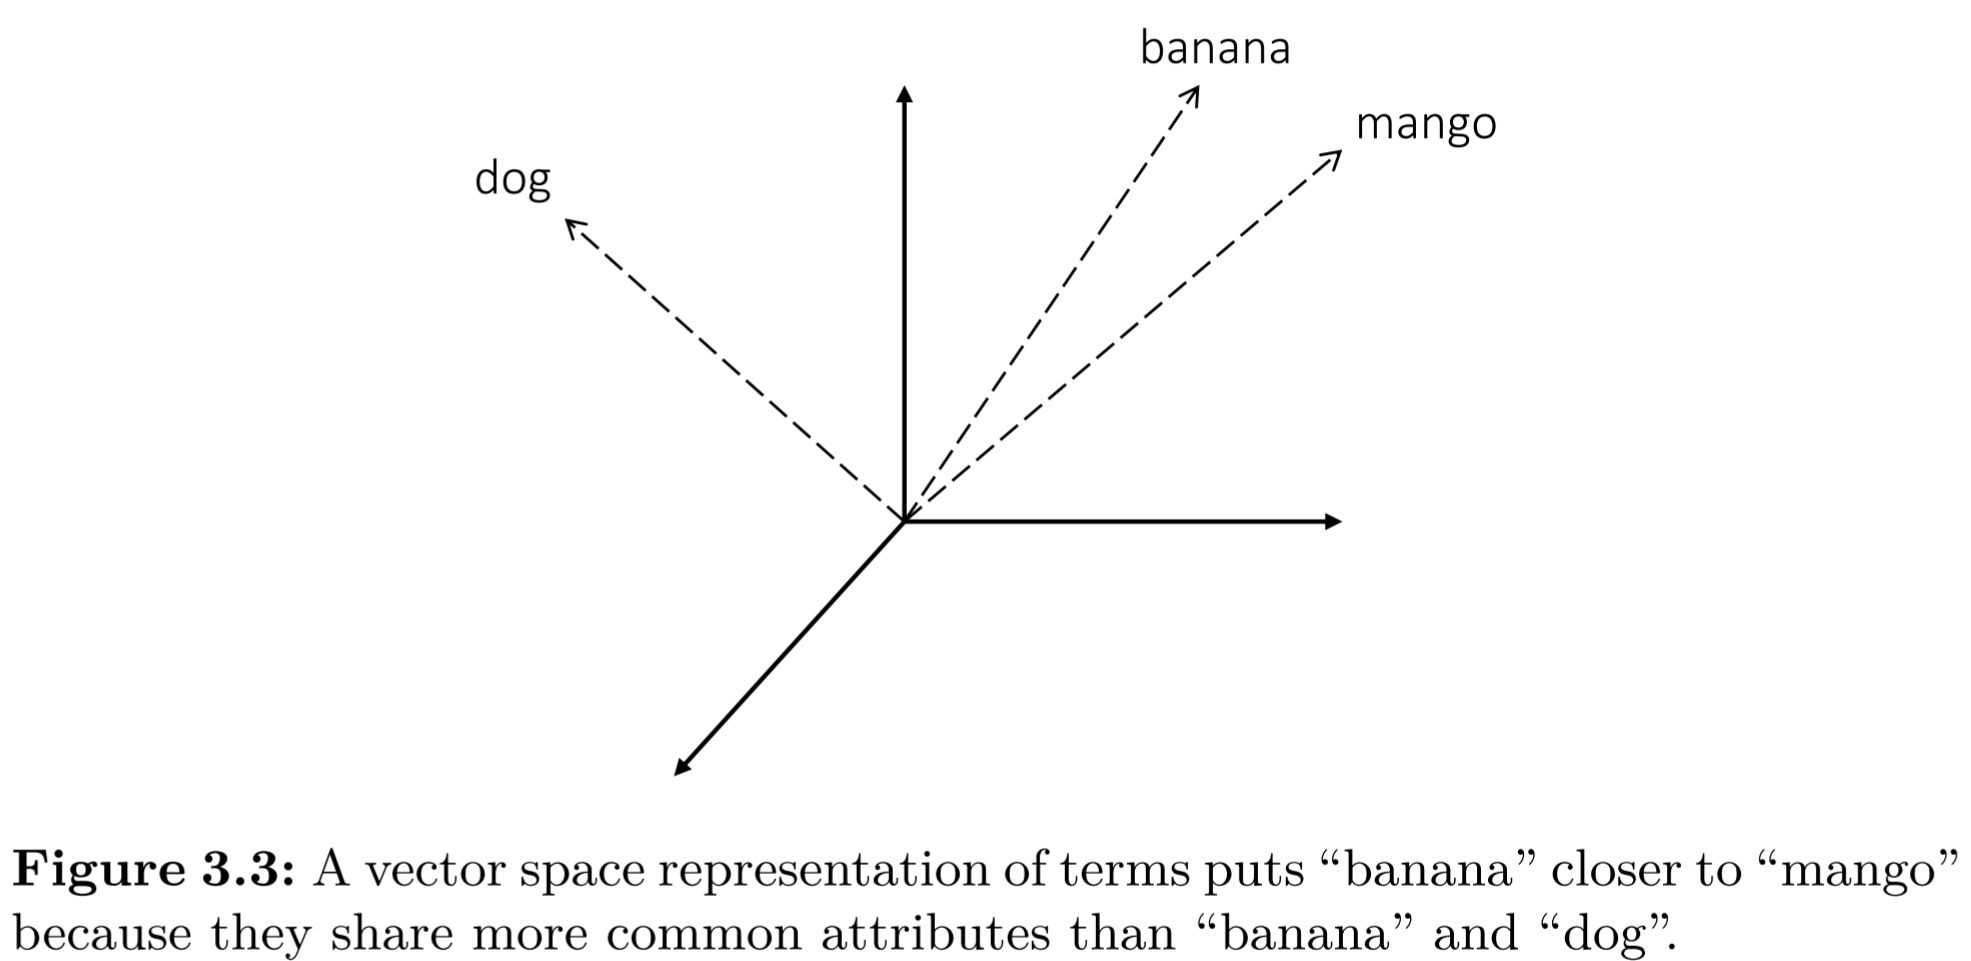 banana
mango
dog
Figure 3.3: A vector space representation of terms puts “banana” closer to “mango”
because they share more common attributes than “banana” and “dog”.